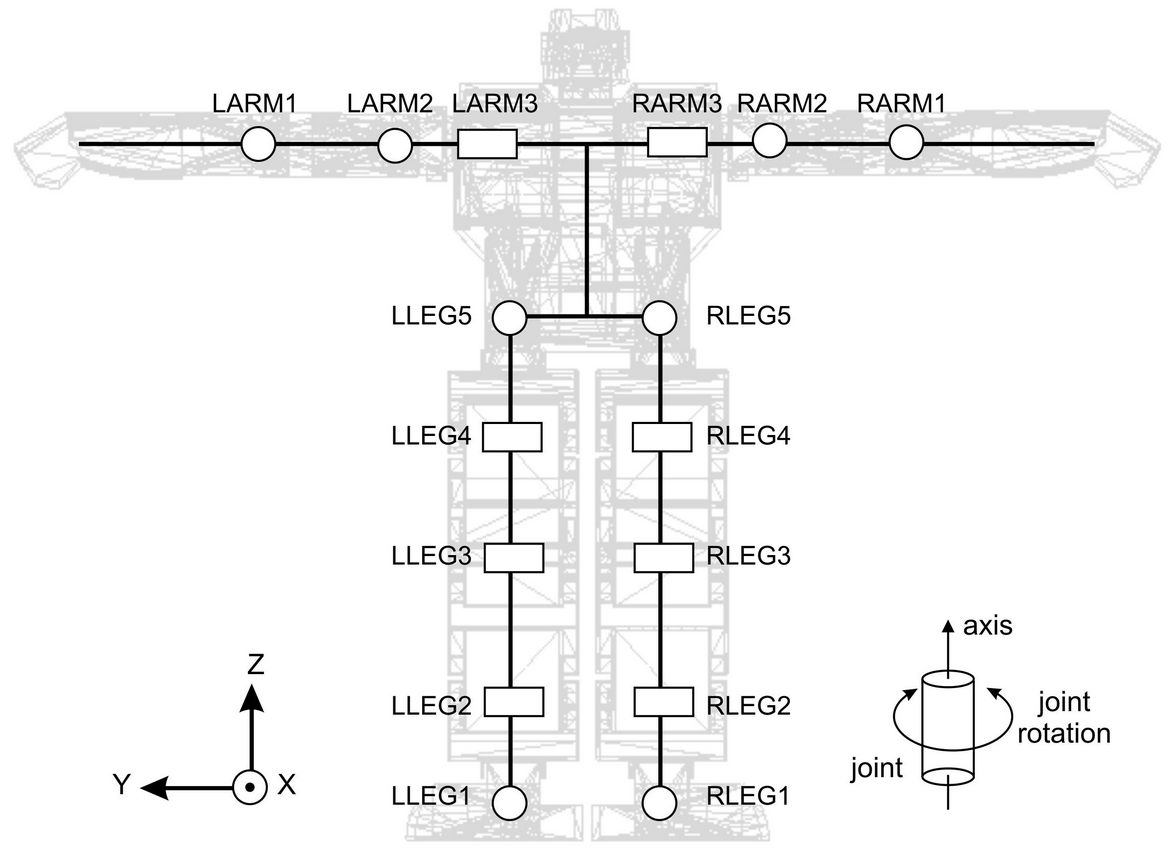 LARM1 LARM2 LARM3 RARM3 RARM2 RARM1
LLEG5 RLEG5
LLEG4 RLEG4
LLEG3 RLEG3
LLEG2 RLEG2
LLEG1 RLEG1
Z
Y X
axis
joint
rotation
joint